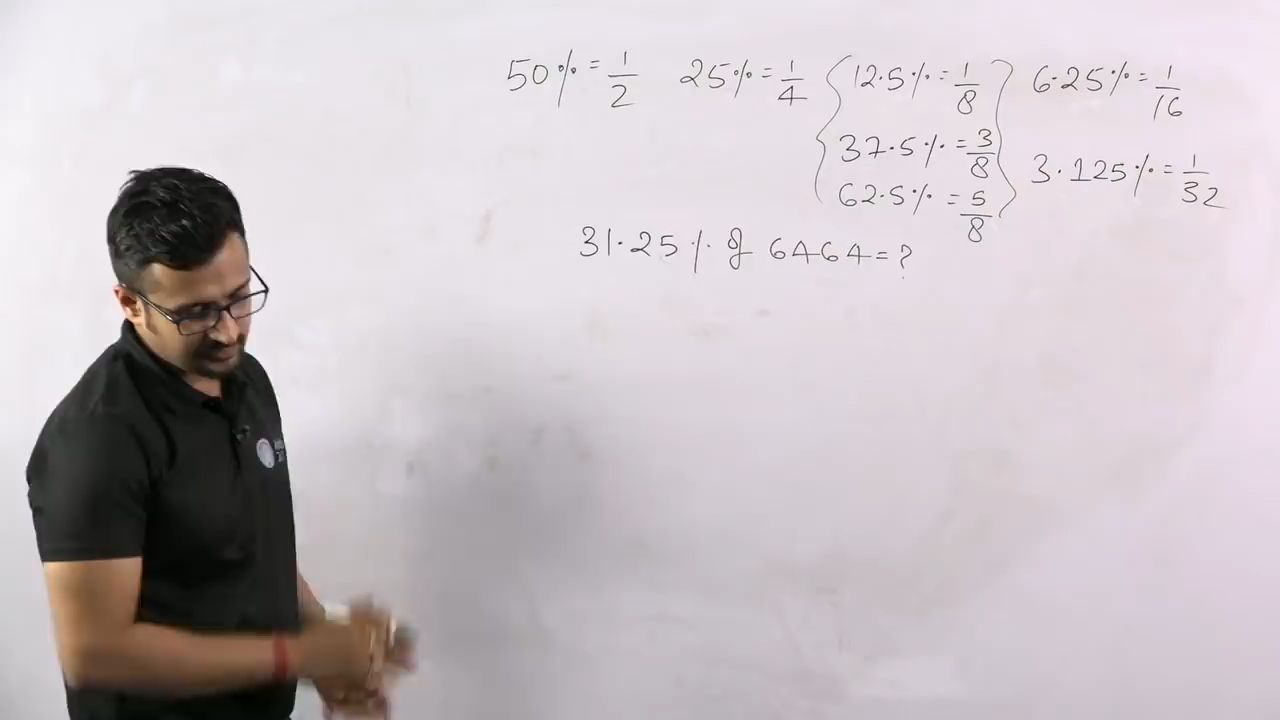 50% = 1/2 25% = 1/4 12.5% = 1/8 6.25% = 1/16
37.5% = 3/8 3.125% = 1/32
62.5% = 5/8
31.25% of 6464 = ?